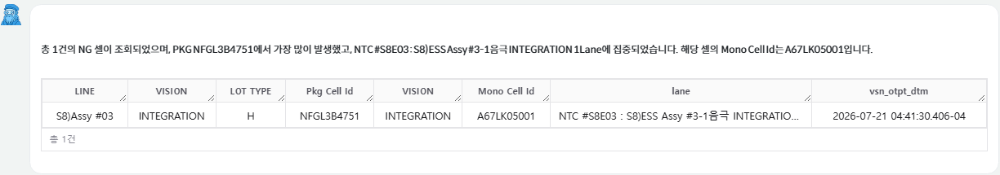 총 1건의 NG 셀이 조회되었으며, PKG NFGL3B4751에서 가장 많이 발생했고, NTC #S8E03 : S8)ESS Assy #3-1음극 INTEGRATION 1Lane에 집중되었습니다. 해당 셀의 Mono Cell Id는 A67LK05001입니다.
LINE VISION LOT TYPE Pkg Cell Id VISION Mono Cell Id lane vsn_otpt_dtm
S8)Assy #03 INTEGRATION H NFGL3B4751 INTEGRATION A67LK05001 NTC #S8E03 : S8)ESS Assy #3-1음극 INTEGRATIO... 2026-07-21 04:41:30.406-04
총 1건